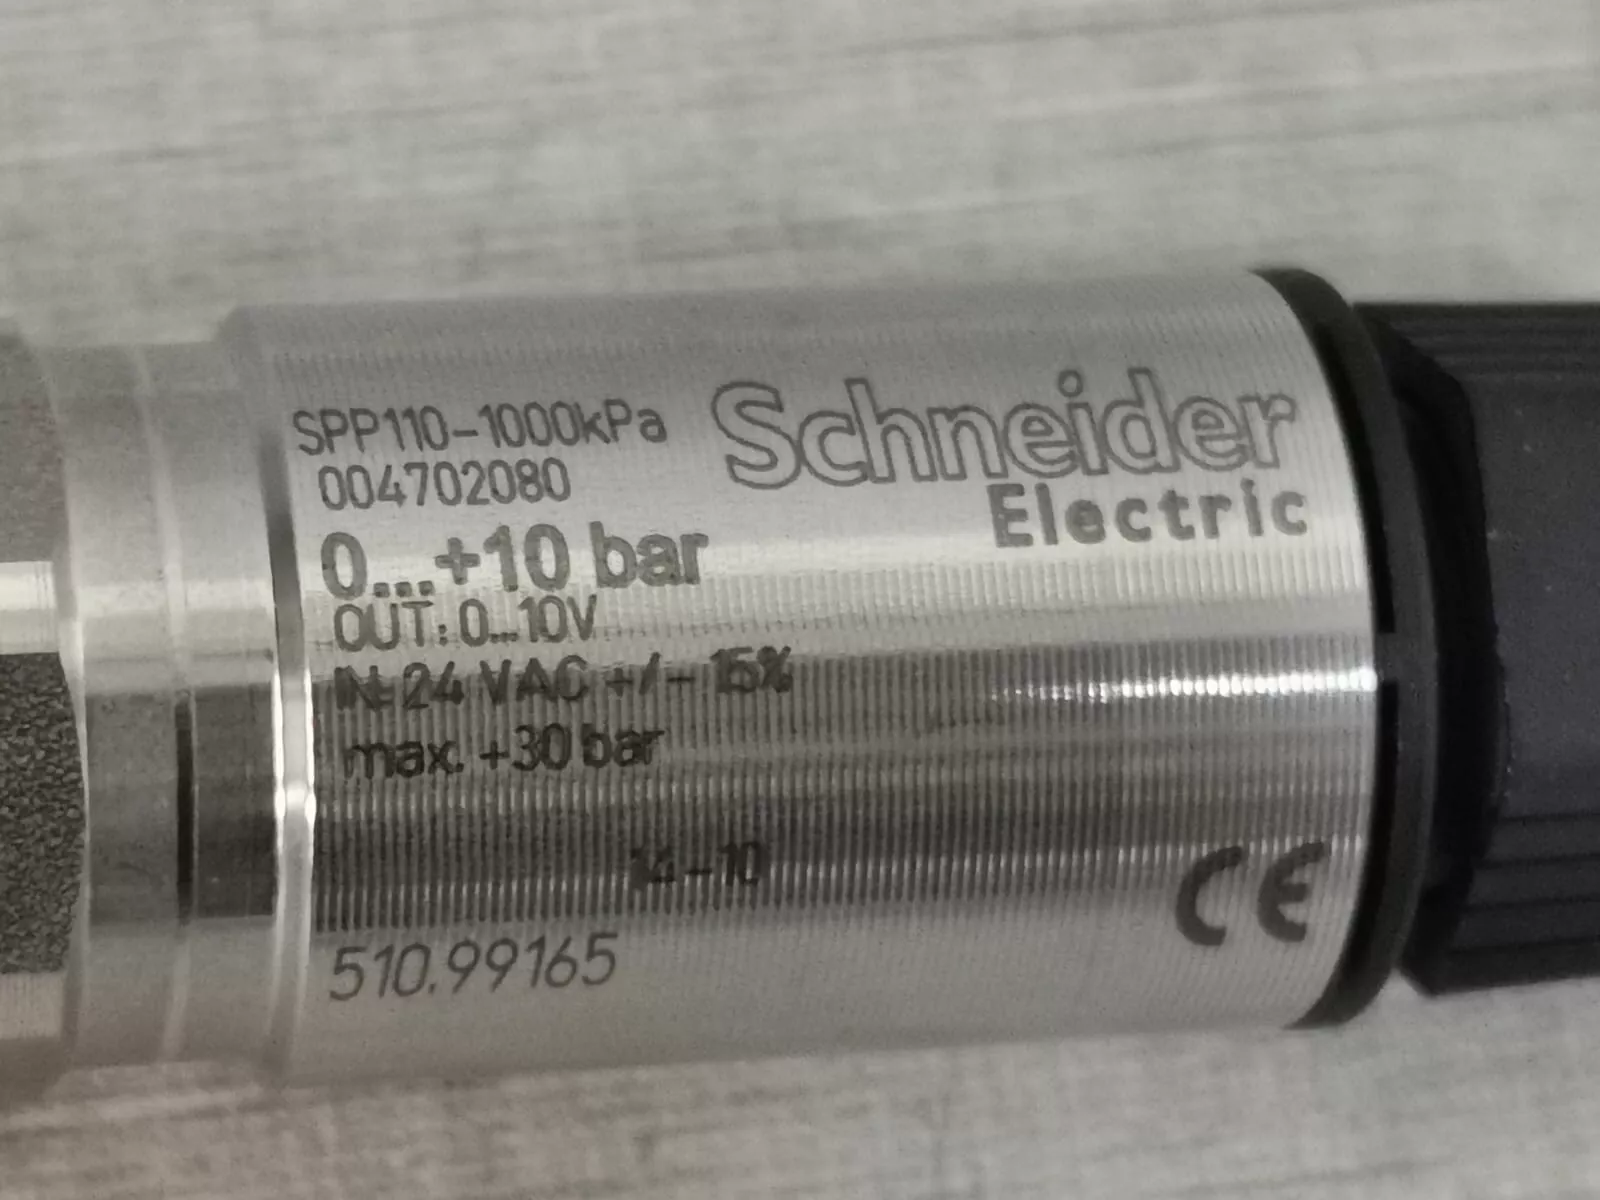 SPP110-1000kPa
004702080
0...+10 bar
OUT: 0...10V
IN: 24 VAC +/- 15%
max. +30 bar
14-10
510.99165
Schneider
Electric
CE